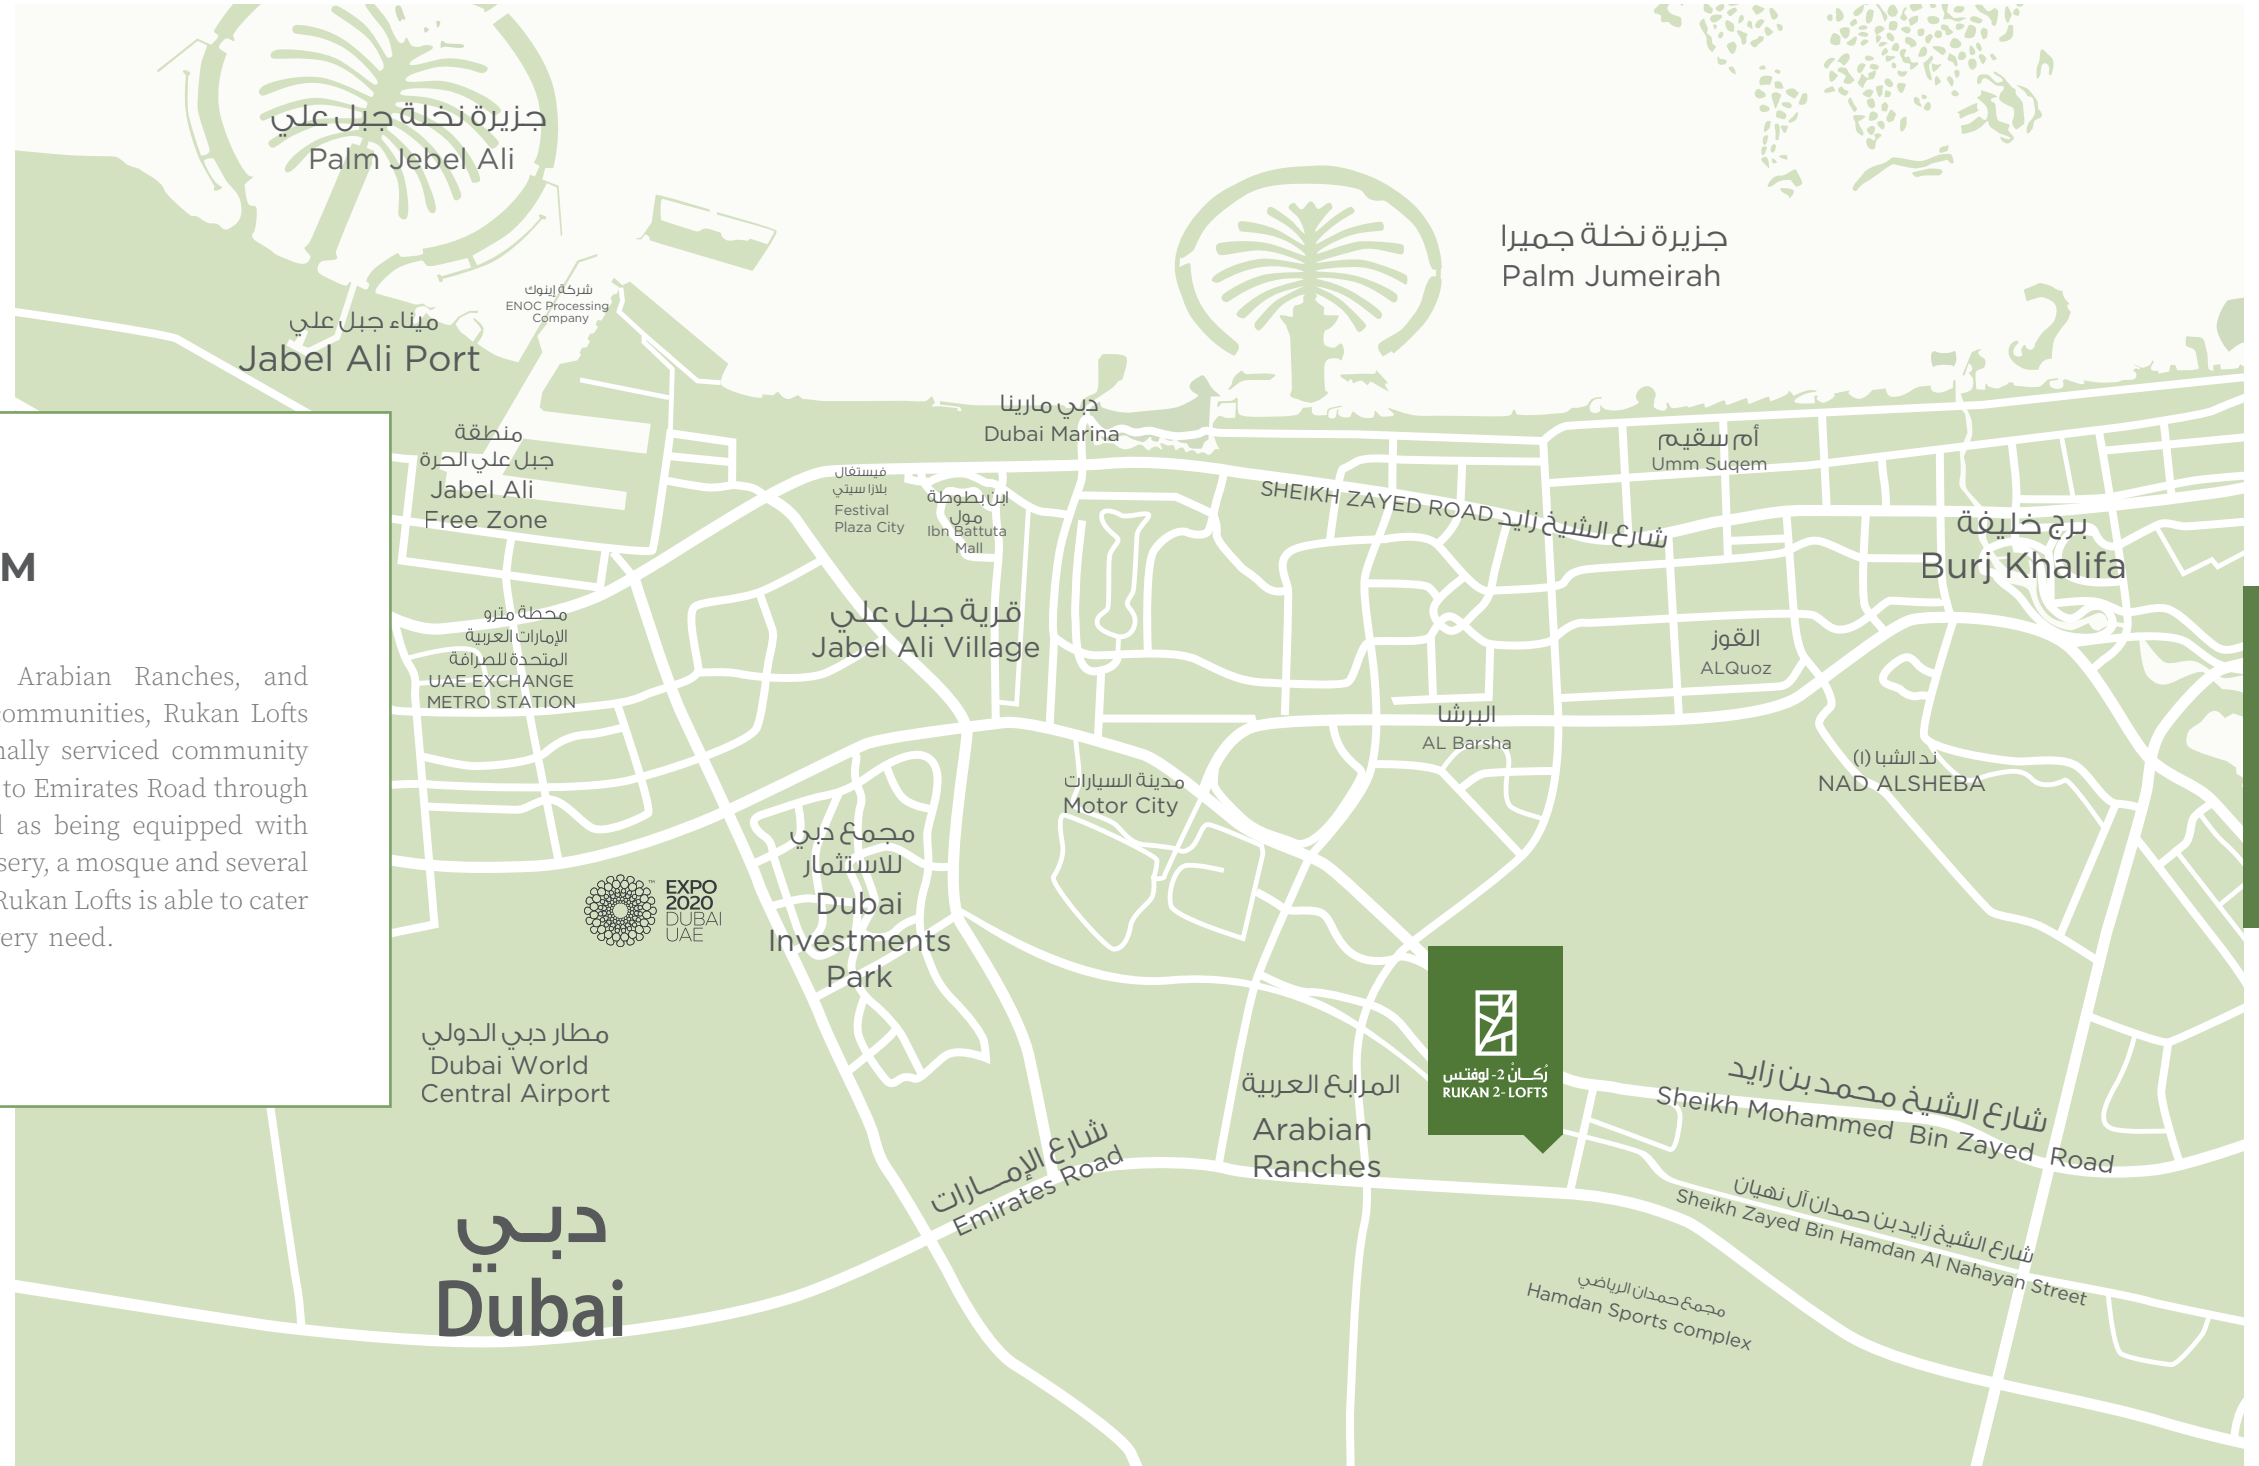 جزيرة نخلة جبل علي
Palm Jebel Ali
جزيرة نخلة جميرا
Palm Jumeirah
شركة إينوك
ENOC Processing
Company
ميناء جبل علي
Jabel Ali Port
دبي مارينا
Dubai Marina
منطقة
جبل علي الحرة
Jabel Ali
Free Zone
فيستفال
بلازا سيتي
Festival
Plaza City
ابن بطوطة
مول
Ibn Battuta
Mall
SHEIKH ZAYED ROAD شارع الشيخ زايد
أم سقيم
Umm Suqem
برج خليفة
Burj Khalifa
M
محطة مترو
الإمارات العربية
المتحدة للصرافة
UAE EXCHANGE
METRO STATION
قرية جبل علي
Jabel Ali Village
القوز
ALQuoz
Arabian Ranches, and
communities, Rukan Lofts
nally serviced community
to Emirates Road through
l as being equipped with
sery, a mosque and several
Rukan Lofts is able to cater
ery need.
البرشا
AL Barsha
ند الشبا (ا)
NAD ALSHEBA
مدينة السيارات
Motor City
مجمع دبي
للاستثمار
Dubai
Investments
Park
EXPO
2020
DUBAI
UAE
مطار دبي الدولي
Dubai World
Central Airport
المرابع العربية
Arabian
Ranches
رُكــانْ 2- لوفتس
RUKAN 2- LOFTS
شارع الشيخ محمد بن زايد
Sheikh Mohammed Bin Zayed Road
شارع الإمــارات
Emirates Road
شارع الشيخ زايد بن حمدان آل نهيان
Sheikh Zayed Bin Hamdan Al Nahayan Street
مجمع حمدان الرياضي
Hamdan Sports complex
دبــي
Dubai